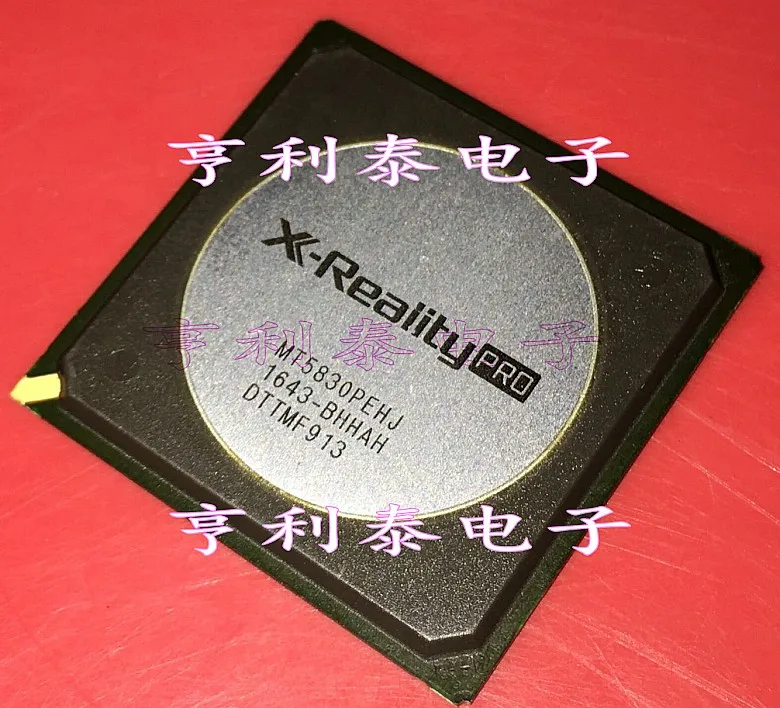 亨利泰电子
X-Reality PRO
亨利泰电子
MT5830PEHJ
1643-BHHAH
DTTMF913
亨利泰电子